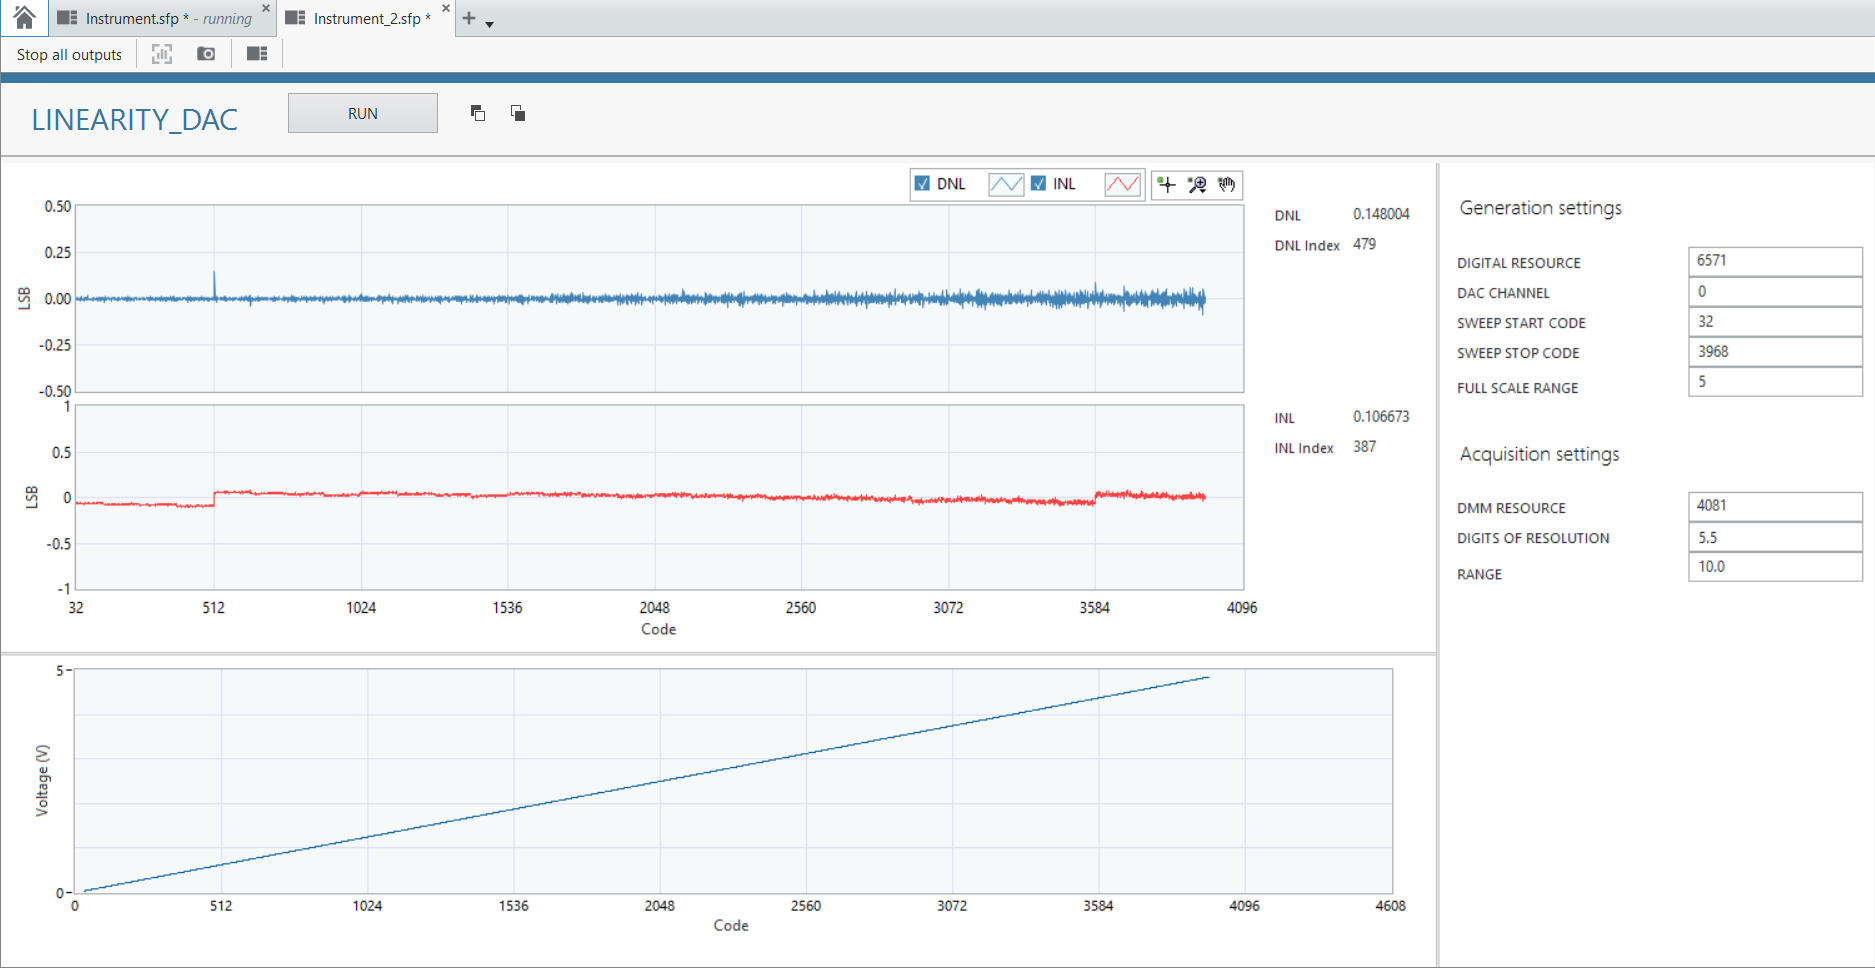 Instrument.sfp * - running
Instrument_2.sfp *
Stop all outputs
LINEARITY_DAC
RUN
DNL
INL
0.50
0.25
0.00
-0.25
-0.50
LSB
DNL 0.148004
DNL Index 479
1
0.5
0
-0.5
-1
LSB
INL 0.106673
INL Index 387
32 512 1024 1536 2048 2560 3072 3584 4096
Code
5
0
Voltage (V)
0 512 1024 1536 2048 2560 3072 3584 4096 4608
Code
Generation settings
DIGITAL RESOURCE 6571
DAC CHANNEL 0
SWEEP START CODE 32
SWEEP STOP CODE 3968
FULL SCALE RANGE 5
Acquisition settings
DMM RESOURCE 4081
DIGITS OF RESOLUTION 5.5
RANGE 10.0